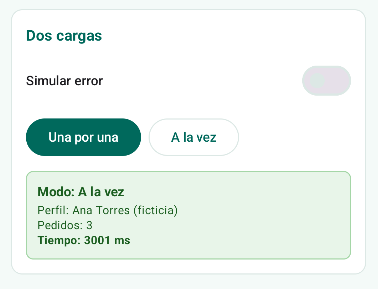 Dos cargas
Simular error
Una por una
A la vez
Modo: A la vez
Perfil: Ana Torres (ficticia)
Pedidos: 3
Tiempo: 3001 ms